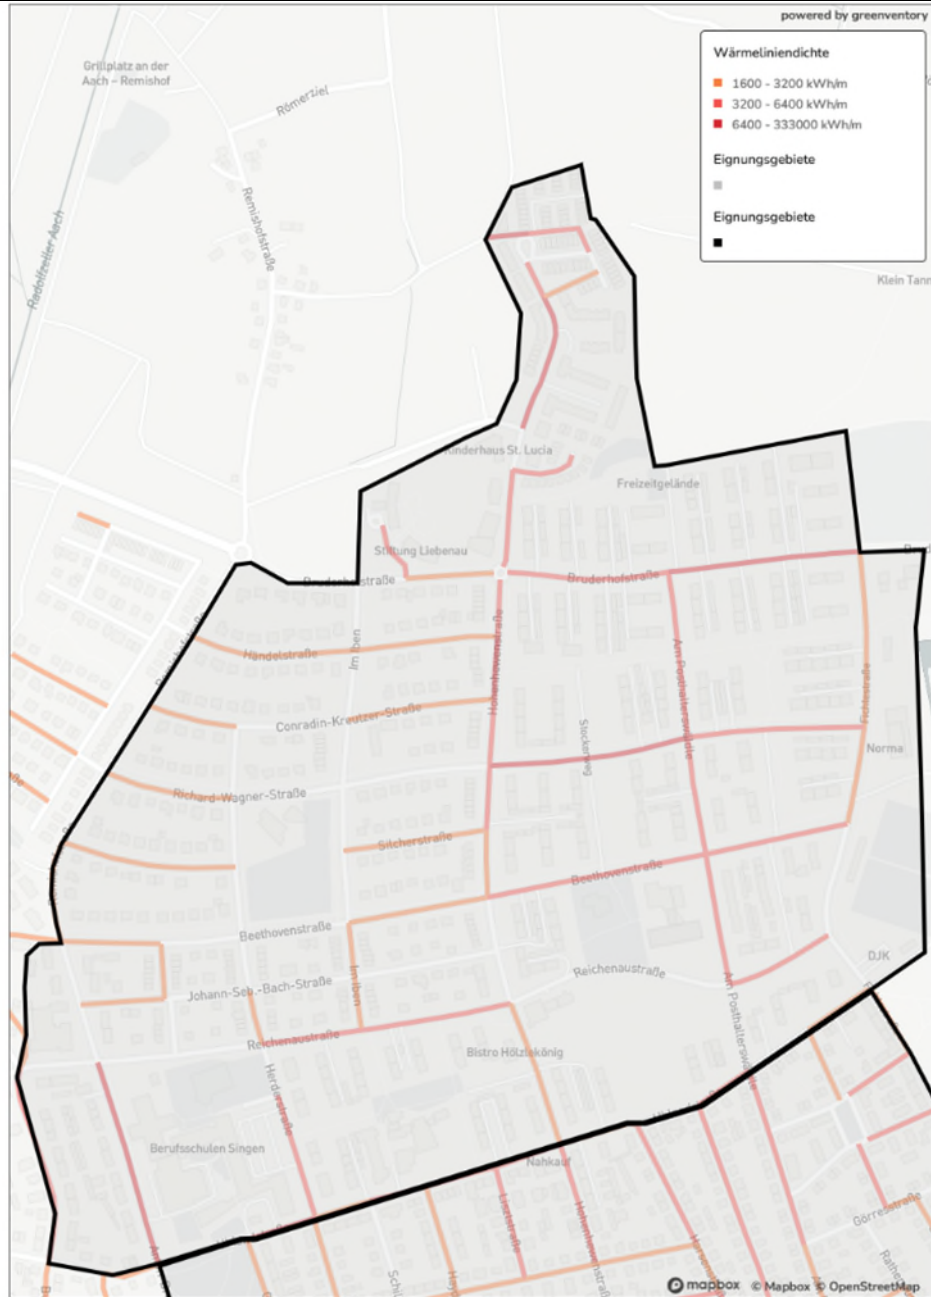 powered by greenventory
Wärmeliniendichte
1600 - 3200 kWh/m
3200 - 6400 kWh/m
6400 - 333000 kWh/m
Eignungsgebiete
Eignungsgebiete
Grillplatz an der
Aach – Remishof
Römerziel
Remishofstraße
Radolfzeller Aach
Klein Tann
Kinderhaus St. Lucia
Freizeitgelände
Stiftung Liebenau
Bruderhofstraße
Bruderhofstraße
Händelstraße
Im Iben
Hohenhewenstraße
Am Posthalterswäldle
Fichtestraße
Conradin-Kreutzer-Straße
Stockerweg
Norma
Richard-Wagner-Straße
Silcherstraße
Beethovenstraße
Beethovenstraße
Reichenaustraße
DJK
Johann-Seb.-Bach-Straße
Im Iben
Am Posthalterswäldle
Reichenaustraße
Bistro Hölzlekönig
Herderstraße
Berufsschulen Singen
Nahkauf
Görresstraße
mapbox © Mapbox © OpenStreetMap